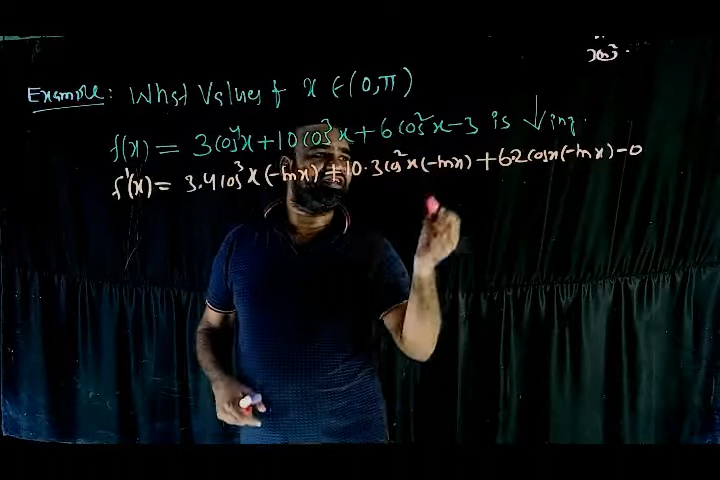 Example: What values of x ∈ (0, π)
f(x) = 3cos⁴x + 10cos³x + 6cos²x - 3 is ↓ing.
f'(x) = 3.4cos³x(-sinx) + 10.3cos²x(-sinx) + 6.2cosx(-sinx) - 0